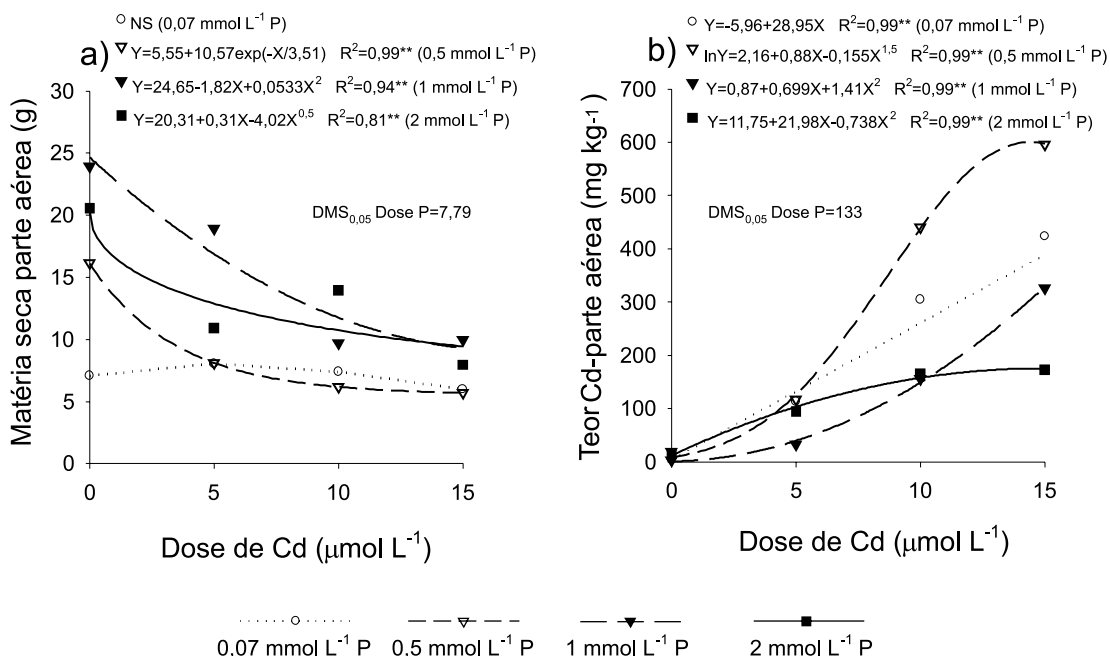 NS (0,07 mmol L⁻¹ P)
a) Y=5,55+10,57exp(-X/3,51) R²=0,99** (0,5 mmol L⁻¹ P)
Y=24,65-1,82X+0,0533X² R²=0,94** (1 mmol L⁻¹ P)
Y=20,31+0,31X-4,02X⁰,⁵ R²=0,81** (2 mmol L⁻¹ P)
DMS₀,₀₅ Dose P=7,79
Matéria seca parte aérea (g)
30
25
20
15
10
5
0
0 5 10 15
Dose de Cd (μmol L⁻¹)
Y=-5,96+28,95X R²=0,99** (0,07 mmol L⁻¹ P)
b) lnY=2,16+0,88X-0,155X¹,⁵ R²=0,99** (0,5 mmol L⁻¹ P)
Y=0,87+0,699X+1,41X² R²=0,99** (1 mmol L⁻¹ P)
Y=11,75+21,98X-0,738X² R²=0,99** (2 mmol L⁻¹ P)
DMS₀,₀₅ Dose P=133
Teor Cd-parte aérea (mg kg⁻¹)
700
600
500
400
300
200
100
0
0 5 10 15
Dose de Cd (μmol L⁻¹)
0.07 mmol L⁻¹ P 0,5 mmol L⁻¹ P 1 mmol L⁻¹ P 2 mmol L⁻¹ P